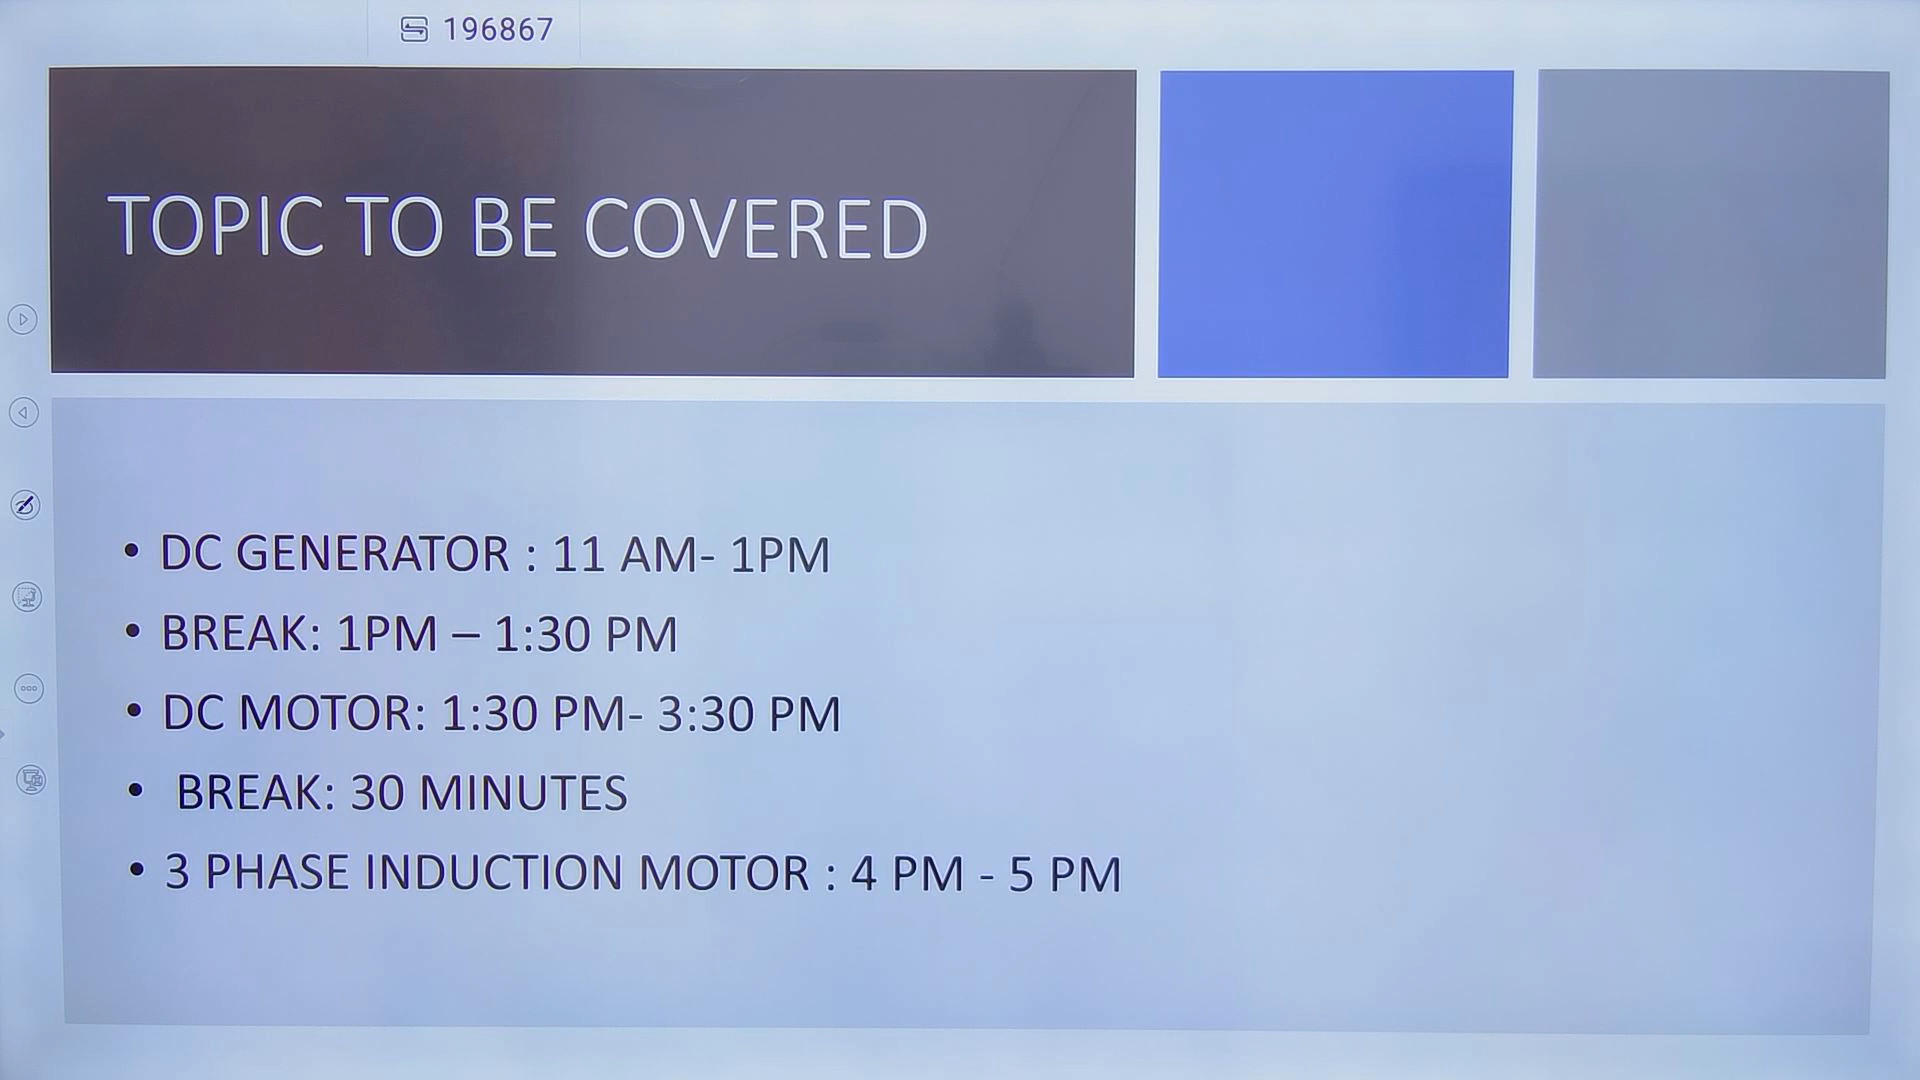 196867
TOPIC TO BE COVERED
• DC GENERATOR : 11 AM- 1PM
• BREAK: 1PM – 1:30 PM
• DC MOTOR: 1:30 PM- 3:30 PM
• BREAK: 30 MINUTES
• 3 PHASE INDUCTION MOTOR : 4 PM - 5 PM